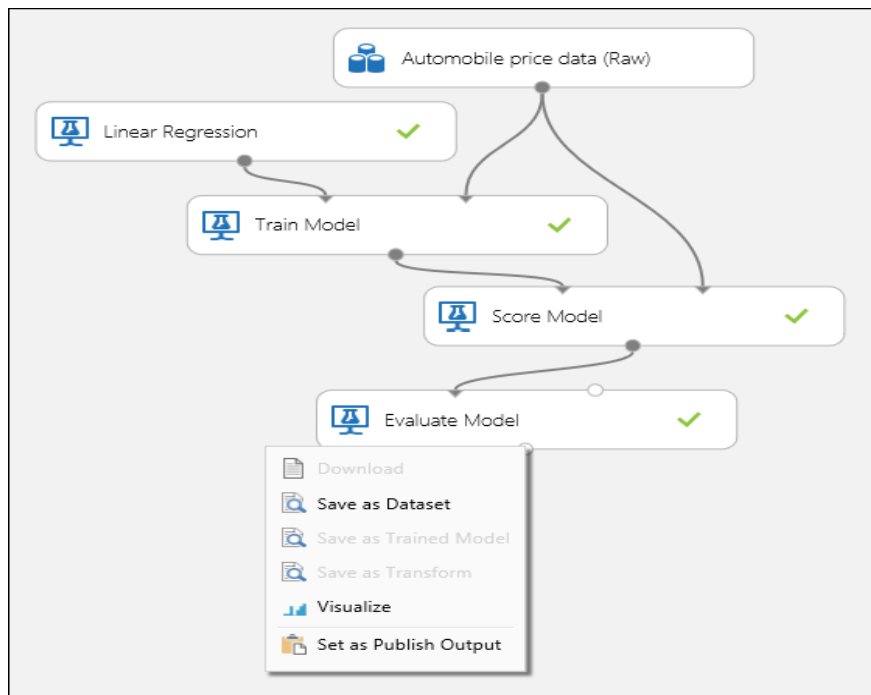 Automobile price data (Raw)
Linear Regression
Train Model
Score Model
Evaluate Model
Download
Save as Dataset
Save as Trained Model
Save as Transform
Visualize
Set as Publish Output